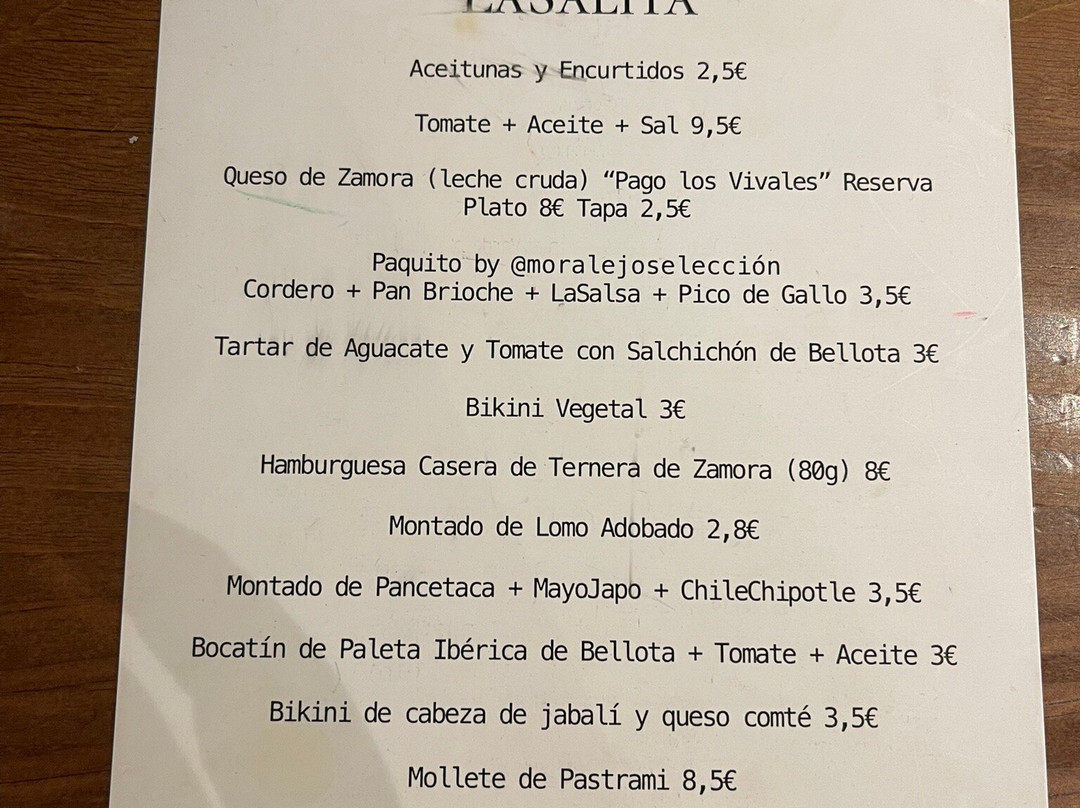 LASALITA
Aceitunas y Encurtidos 2,5€
Tomate + Aceite + Sal 9,5€
Queso de Zamora (leche cruda) “Pago los Vivales” Reserva
Plato 8€ Tapa 2,5€
Paquito by @moralejoselección
Cordero + Pan Brioche + LaSalsa + Pico de Gallo 3,5€
Tartar de Aguacate y Tomate con Salchichón de Bellota 3€
Bikini Vegetal 3€
Hamburguesa Casera de Ternera de Zamora (80g) 8€
Montado de Lomo Adobado 2,8€
Montado de Pancetaca + MayoJapo + ChileChipotle 3,5€
Bocatín de Paleta Ibérica de Bellota + Tomate + Aceite 3€
Bikini de cabeza de jabalí y queso comté 3,5€
Mollete de Pastrami 8,5€